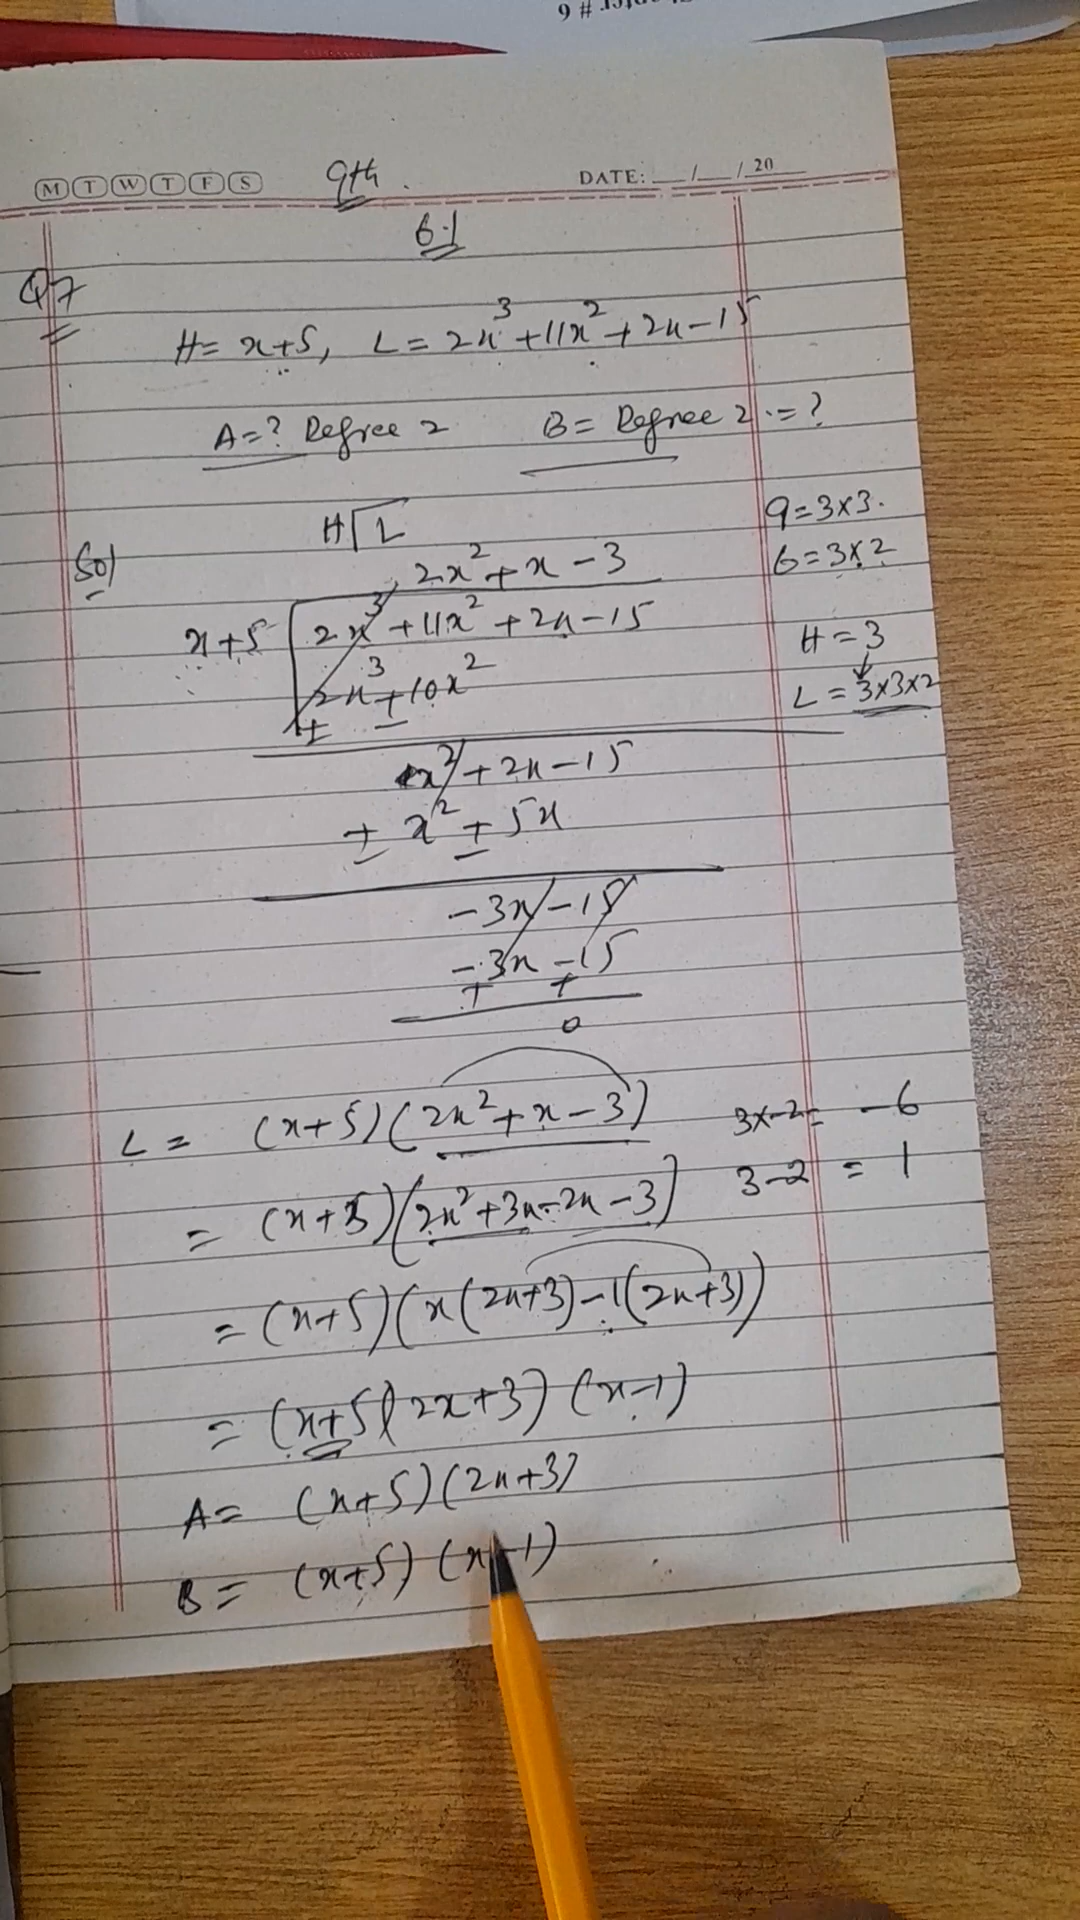 # 6
M T W T F S
9th.
DATE: __/__/20
6.1
Q7
H = x+5, L = 2x³+11x²+2x-15
A=? Degree 2 B= Degree 2 .=?
9=3×3.
6=3×2
H = 3
L = 3×3×2
Sol
H L
2x²+x-3
x+5 2x³+11x²+2x-15
2x³+10x²
± -
x²+2x-15
± x² ± 5x
-3x-15
-3x-15
+ +
0
L = (x+5)(2x²+x-3) 3×-2= -6
= (x+5)(2x²+3x-2x-3) 3-2 = 1
= (x+5)(x(2x+3)-1(2x+3))
= (x+5)(2x+3)(x-1)
A= (x+5)(2x+3)
B= (x+5)(x-1)